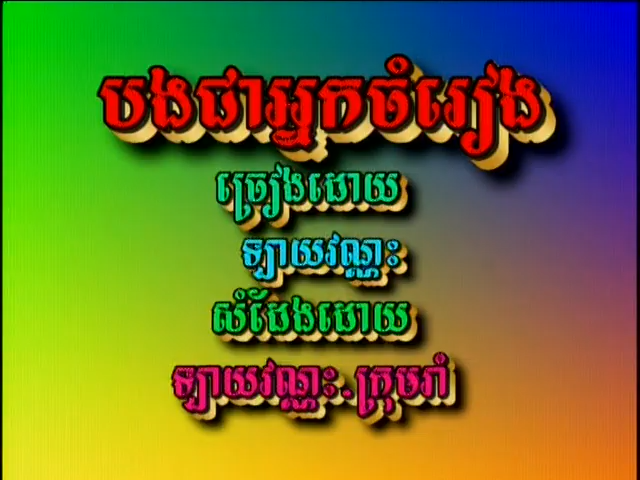 បងជាអ្នកចំរៀង
ច្រៀងដោយ
ឡាយវណ្ណះ
សំដែងដោយ
ឡាយវណ្ណះ.ក្រុមរាំ